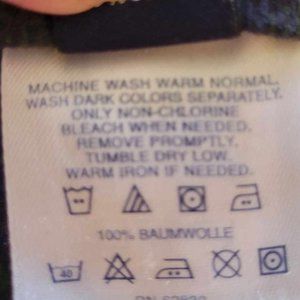 MACHINE WASH WARM NORMAL.
WASH DARK COLORS SEPARATELY.
ONLY NON-CHLORINE
BLEACH WHEN NEEDED.
REMOVE PROMPTLY.
TUMBLE DRY LOW.
WARM IRON IF NEEDED.
100% BAUMWOLLE
40